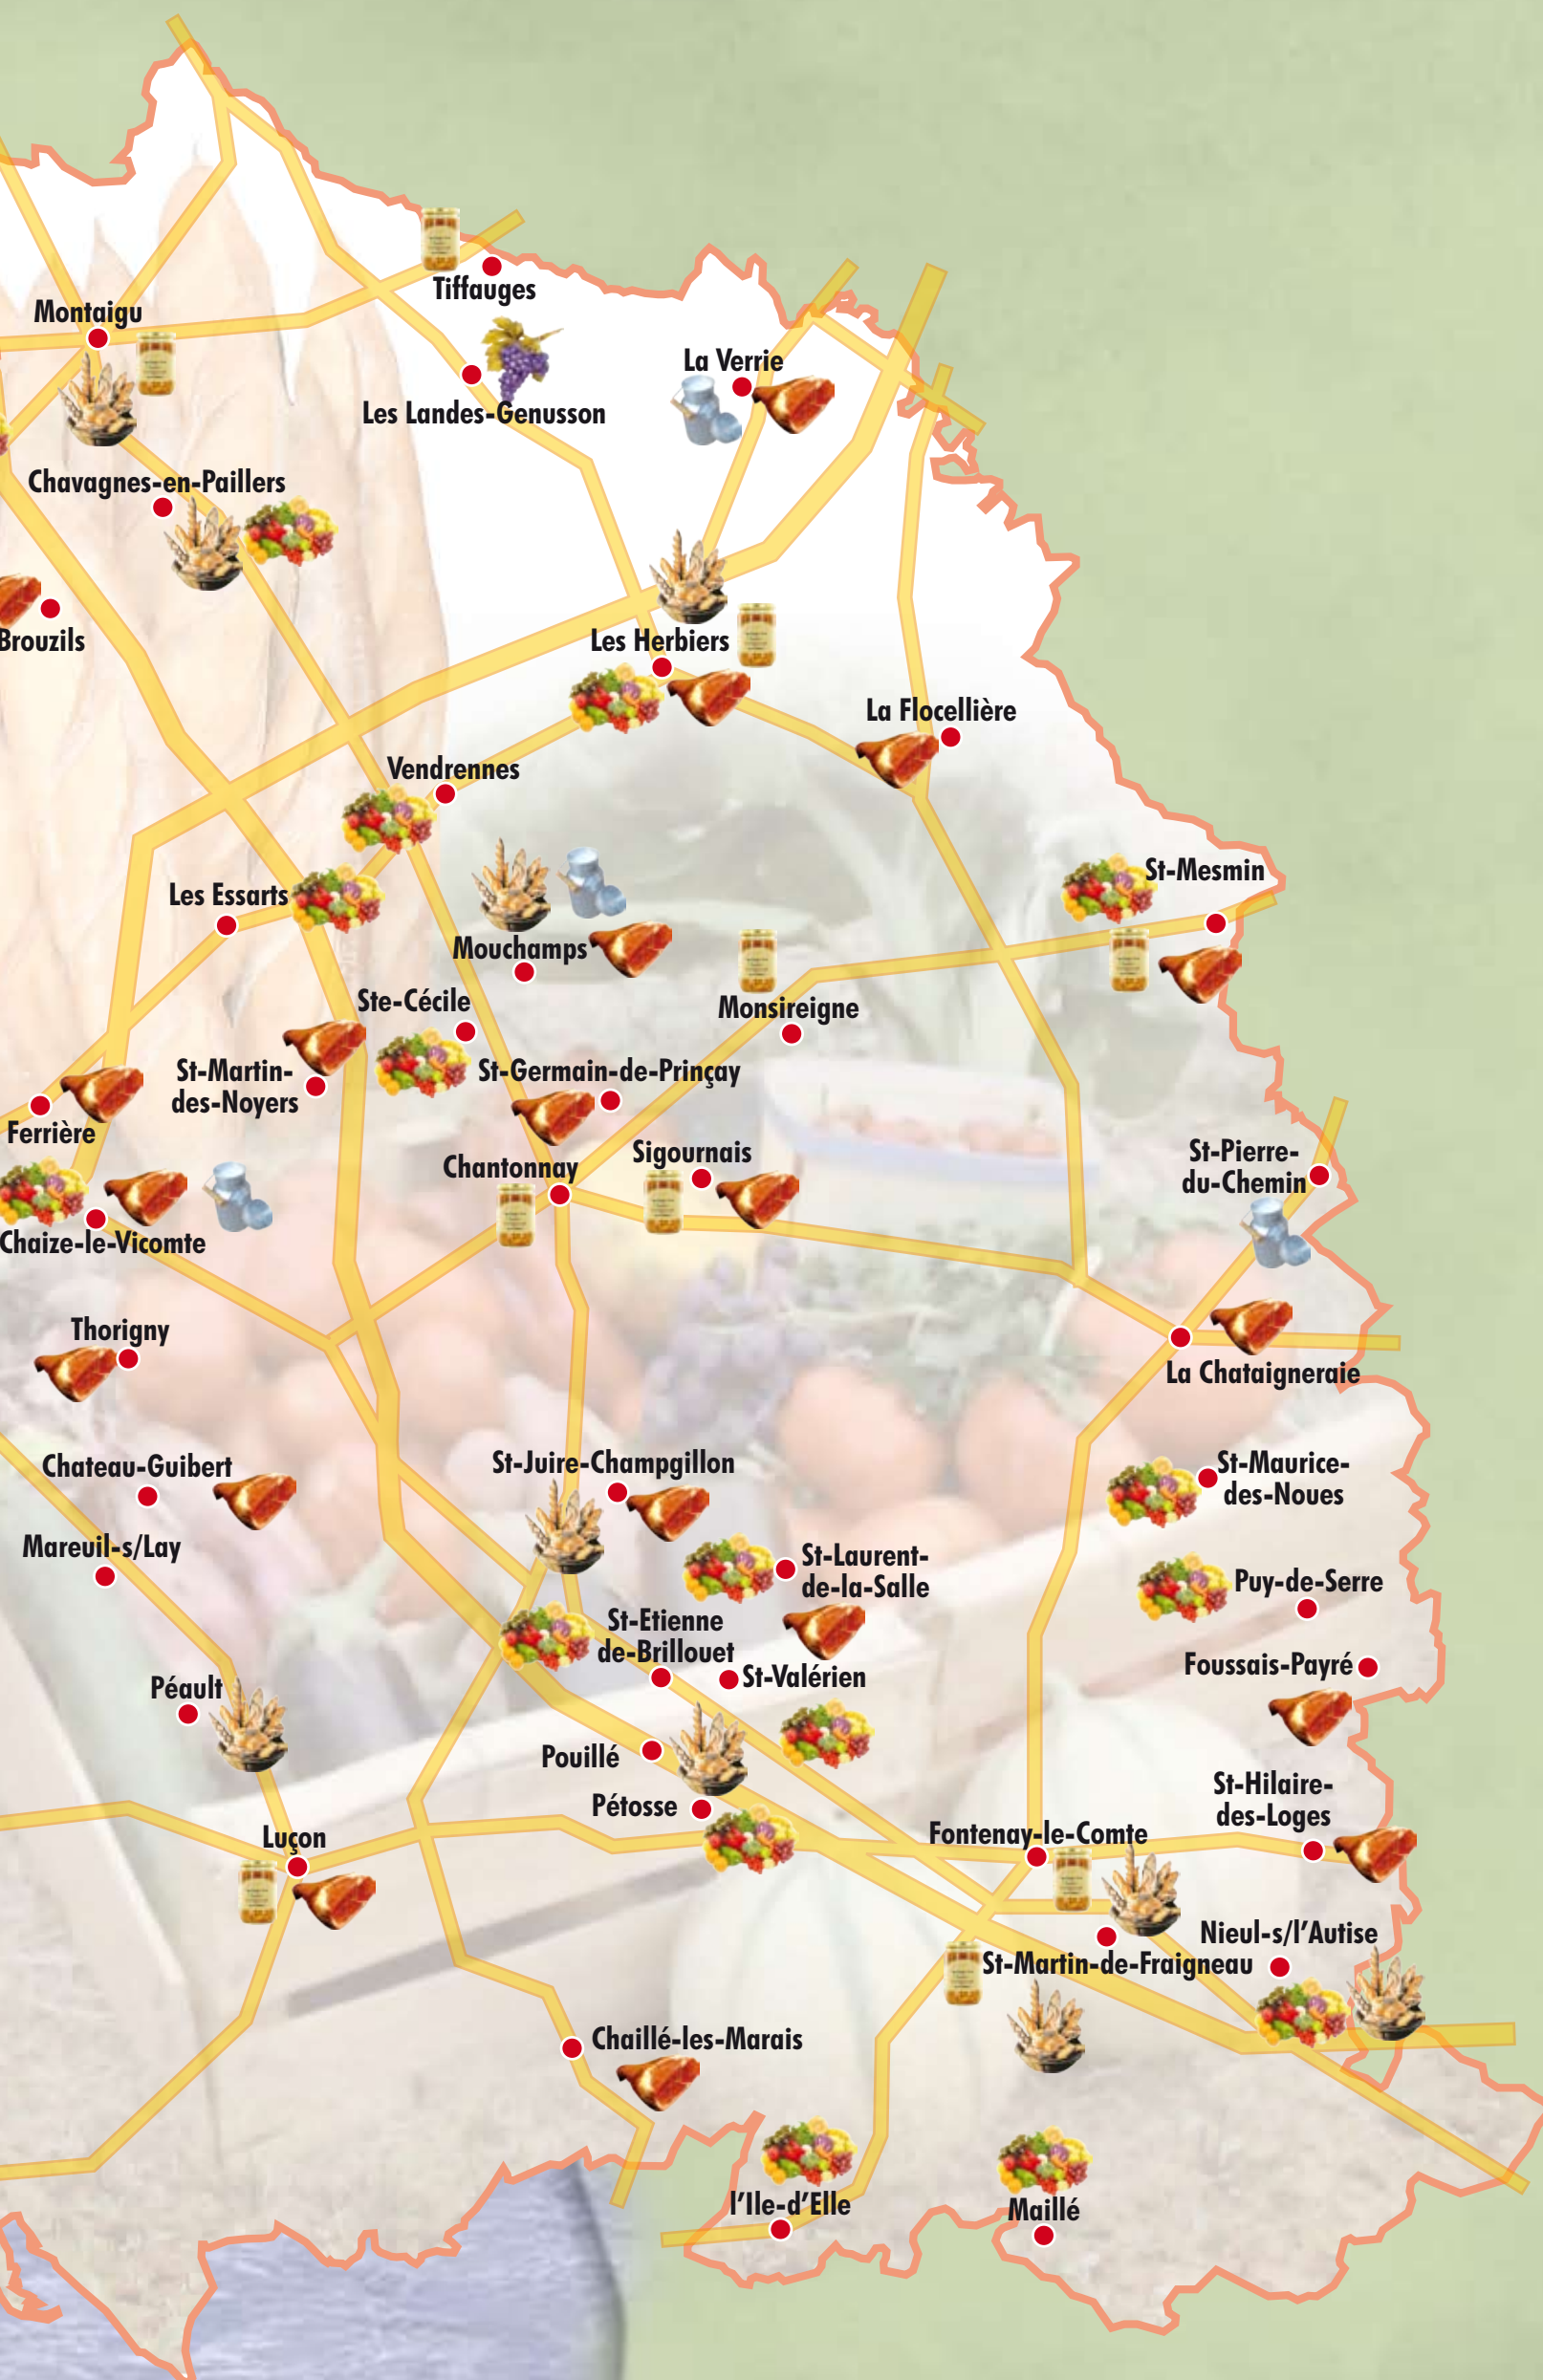 Tiffauges
Montaigu
La Verrie
Les Landes-Genusson
Chavagnes-en-Paillers
Brouzils
Les Herbiers
La Flocellière
Vendrennes
St-Mesmin
Les Essarts
Mouchamps
Ste-Cécile
Monsireigne
St-Martin-
des-Noyers
St-Germain-de-Prinçay
Ferrière
Sigournais
St-Pierre-
du-Chemin
Chantonnay
Chaize-le-Vicomte
Thorigny
La Chataigneraie
Chateau-Guibert
St-Juire-Champgillon
St-Maurice-
des-Noues
Mareuil-s/Lay
St-Laurent-
de-la-Salle
Puy-de-Serre
St-Etienne
de-Brillouet
Foussais-Payré
St-Valérien
Péault
Pouillé
St-Hilaire-
des-Loges
Pétosse
Luçon
Fontenay-le-Comte
Nieul-s/l'Autise
St-Martin-de-Fraigneau
Chaillé-les-Marais
l'Ile-d'Elle
Maillé